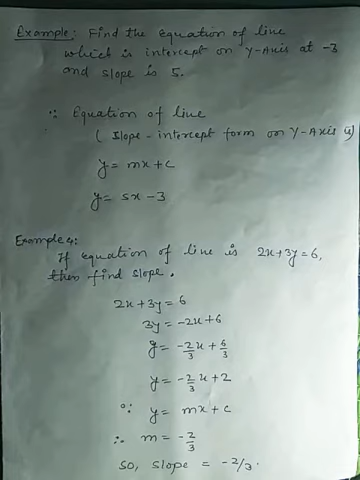 Example: Find the equation of line
which is intercept on Y-Axis at -3
and slope is 5.
∵ Equation of line
( slope-intercept form on Y-Axis
y = mx + c
y = 5x - 3
Example 4:
If equation of line is 2x+3y=6,
then find slope.
2x+3y = 6
3y = -2x+6
y = -2/3 x + 6/3
y = -2/3 x + 2
∵ y = mx + c
∴ m = -2/3
so, slope = -2/3.